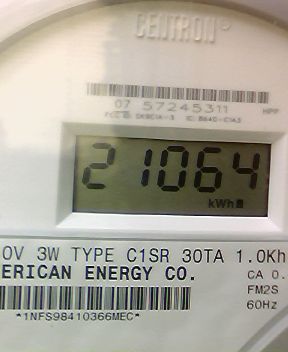 CENTRON
07 57245311 HPP
21064
kWh
0V 3W TYPE C1SR 30TA 1.0Kh
ERICAN ENERGY CO. CA 0.
FM2S
60Hz
*1NFS98410366MEC*